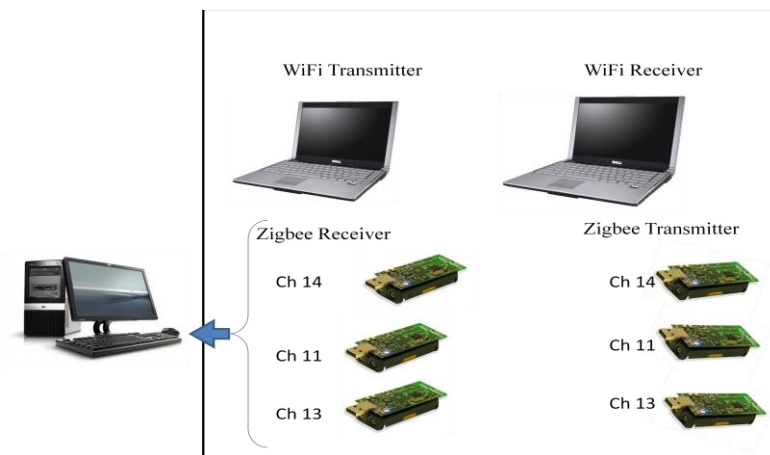 WiFi Transmitter
WiFi Receiver
Zigbee Receiver
Zigbee Transmitter
Ch 14
Ch 14
Ch 11
Ch 11
Ch 13
Ch 13